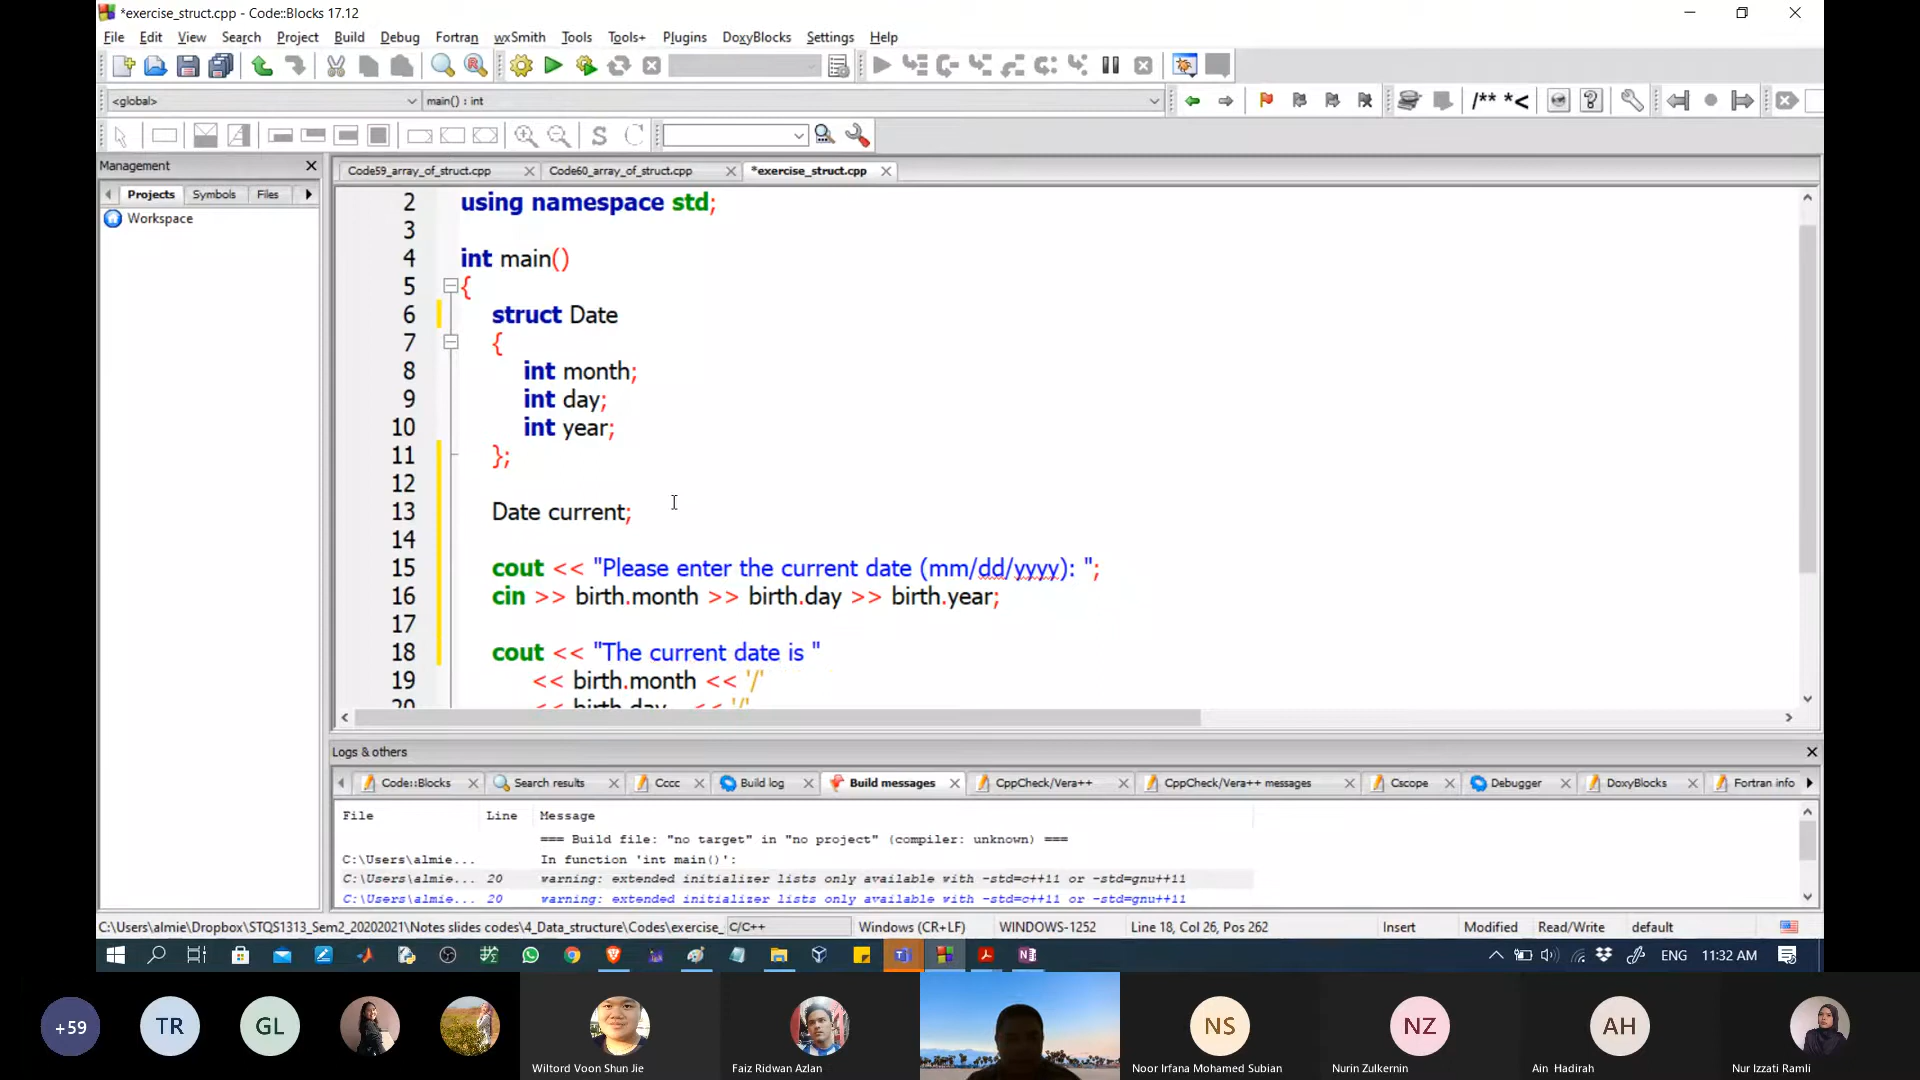 *exercise_struct.cpp - Code::Blocks 17.12
File Edit View Search Project Build Debug Fortran wxSmith Tools Tools+ Plugins DoxyBlocks Settings Help
<global> main() : int /** *<
S
Management
Code59_array_of_struct.cpp Code60_array_of_struct.cpp *exercise_struct.cpp
Projects Symbols Files
Workspace
2 using namespace std;
3
4 int main()
5 {
6 struct Date
7 {
8 int month;
9 int day;
10 int year;
11 };
12
13 Date current;
14
15 cout << "Please enter the current date (mm/dd/yyyy): ";
16 cin >> birth.month >> birth.day >> birth.year;
17
18 cout << "The current date is "
19 << birth.month << '/'
20 << birth.day << '/'
Logs & others
Code::Blocks Search results Cccc Build log Build messages CppCheck/Vera++ CppCheck/Vera++ messages Cscope Debugger DoxyBlocks Fortran info
File Line Message
=== Build file: "no target" in "no project" (compiler: unknown) ===
C:\Users\almie... In function 'int main()':
C:\Users\almie... 20 warning: extended initializer lists only available with -std=c++11 or -std=gnu++11
C:\Users\almie... 20 warning: extended initializer lists only available with -std=c++11 or -std=gnu++11
C:\Users\almie\Dropbox\STQS1313_Sem2_20202021\Notes slides codes\4_Data_structure\Codes\exercise_ C/C++ Windows (CR+LF) WINDOWS-1252 Line 18, Col 26, Pos 262 Insert Modified Read/Write default
ENG 11:32 AM
+59 TR GL NS NZ AH
Wiltord Voon Shun Jie Faiz Ridwan Azlan Noor Irfana Mohamed Subian Nurin Zulkernin Ain Hadirah Nur Izzati Ramli